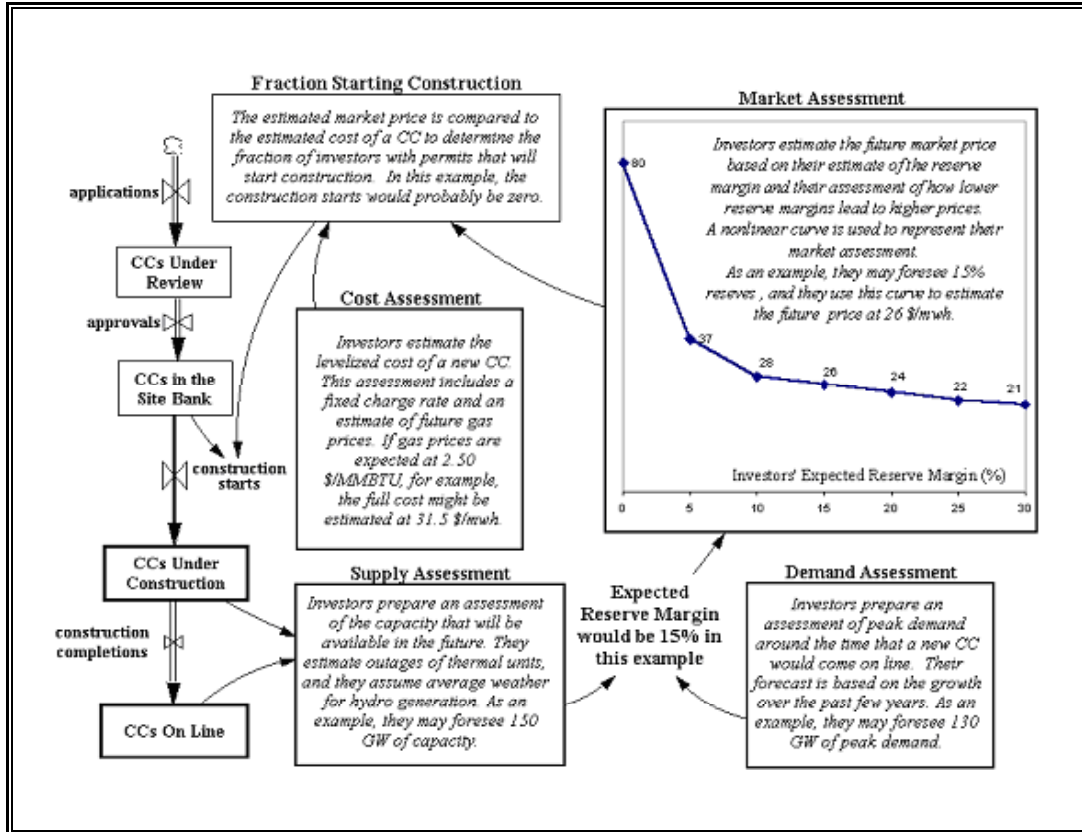 Fraction Starting Construction
The estimated market price is compared to
the estimated cost of a CC to determine the
fraction of investors with permits that will
start construction. In this example, the
construction starts would probably be zero.
Market Assessment
Investors estimate the future market price
based on their estimate of the reserve
margin and their assessment of how lower
reserve margins lead to higher prices.
A nonlinear curve is used to represent their
market assessment.
As an example, they may foresee 15%
reseves , and they use this curve to estimate
the future price at 26 $/mwh.
80
37
28
26
24
22
21
Investors' Expected Reserve Margin (%)
0
5
10
15
20
25
30
applications
CCs Under
Review
approvals
CCs in the
Site Bank
construction
starts
CCs Under
Construction
construction
completions
CCs On Line
Cost Assessment
Investors estimate the
levelized cost of a new CC.
This assessment includes a
fixed charge rate and an
estimate of future gas
prices. If gas prices are
expected at 2.50
$/MMBTU, for example,
the full cost might be
estimated at 31.5 $/mwh.
Supply Assessment
Investors prepare an assessment
of the capacity that will be
available in the future. They
estimate outages of thermal units,
and they assume average weather
for hydro generation. As an
example, they may foresee 150
GW of capacity.
Expected
Reserve Margin
would be 15% in
this example
Demand Assessment
Investors prepare an
assessment of peak demand
around the time that a new CC
would come on line. Their
forecast is based on the growth
over the past few years. As an
example, they may foresee 130
GW of peak demand.